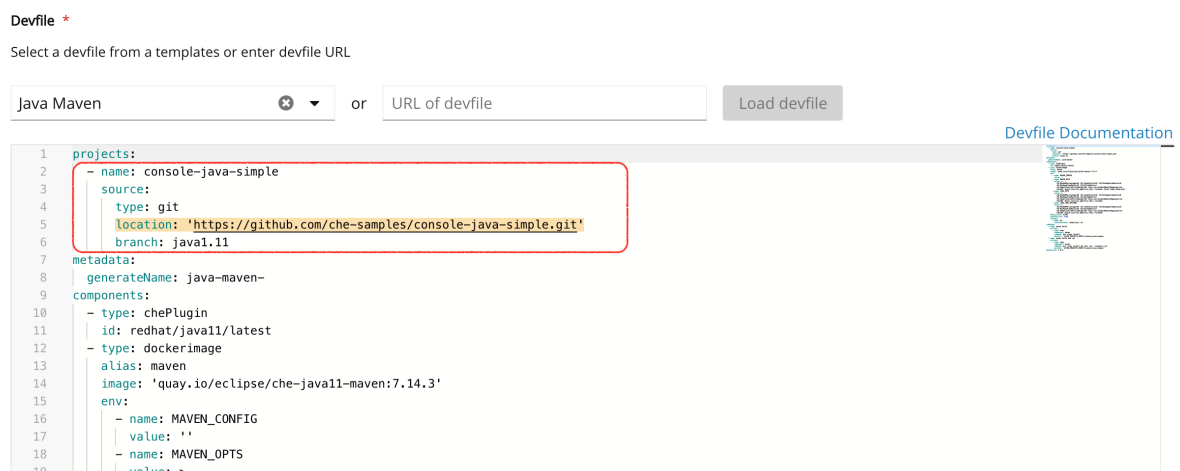 Devfile *
Select a devfile from a templates or enter devfile URL
Java Maven or URL of devfile Load devfile
Devfile Documentation
1 projects:
2 - name: console-java-simple
3 source:
4 type: git
5 location: 'https://github.com/che-samples/console-java-simple.git'
6 branch: java1.11
7 metadata:
8 generateName: java-maven-
9 components:
10 - type: chePlugin
11 id: redhat/java11/latest
12 - type: dockerimage
13 alias: maven
14 image: 'quay.io/eclipse/che-java11-maven:7.14.3'
15 env:
16 - name: MAVEN_CONFIG
17 value: ''
18 - name: MAVEN_OPTS
19 value: >